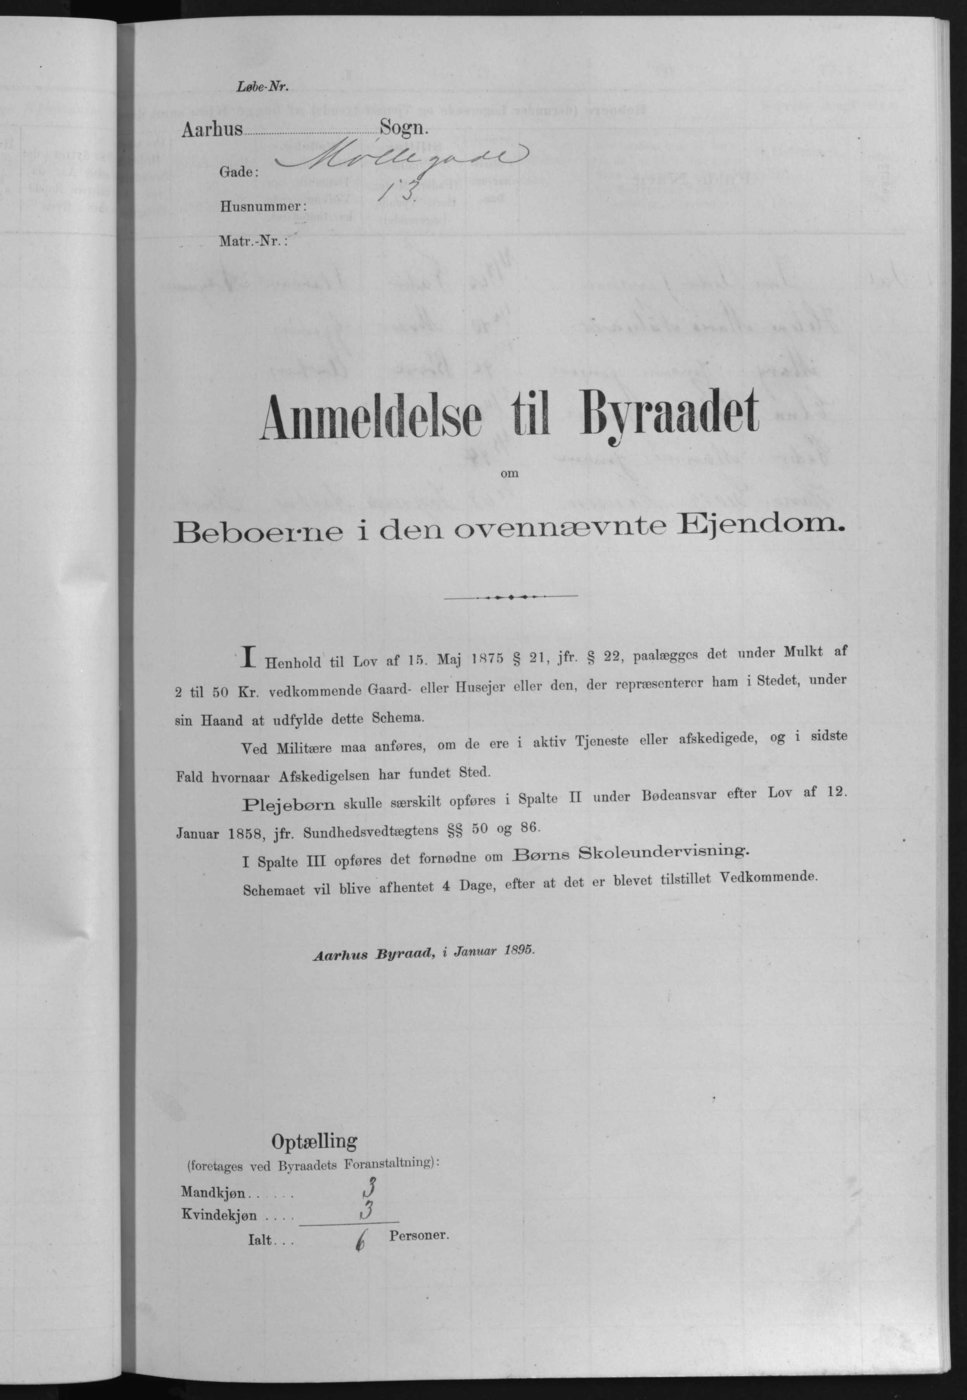 Løbe-Nr.
Aarhus Sogn.
Gade: Møllegade
Husnummer: 13.
Matr.-Nr.:
Anmeldelse til Byraadet
om
Beboerne i den ovennævnte Ejendom.
I Henhold til Lov af 15. Maj 1875 § 21, jfr. § 22, paalægges det under Mulkt af
2 til 50 Kr. vedkommende Gaard- eller Husejer eller den, der repræsenterer ham i Stedet, under
sin Haand at udfylde dette Schema.
Ved Militære maa anføres, om de ere i aktiv Tjeneste eller afskedigede, og i sidste
Fald hvornaar Afskedigelsen har fundet Sted.
Plejebørn skulle særskilt opføres i Spalte II under Bødeansvar efter Lov af 12.
Januar 1858, jfr. Sundhedsvedtægtens §§ 50 og 86.
I Spalte III opføres det fornødne om Børns Skoleundervisning.
Schemaet vil blive afhentet 4 Dage, efter at det er blevet tilstillet Vedkommende.
Aarhus Byraad, i Januar 1895.
Optælling
(foretages ved Byraadets Foranstaltning):
Mandkjøn...... 3
Kvindekjøn .... 3
Ialt... 6 Personer.